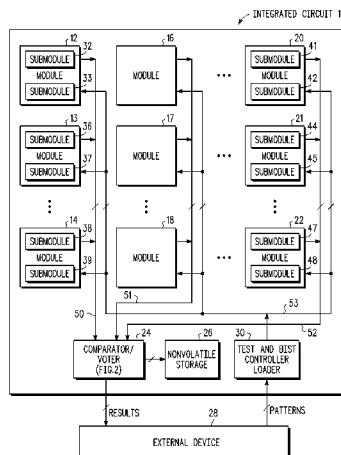 INTEGRATED CIRCUIT 1
12 32 16 20 41
SUBMODULE SUBMODULE
MODULE MODULE MODULE
33 42
SUBMODULE SUBMODULE
13 36 17 21 44
SUBMODULE SUBMODULE
MODULE MODULE MODULE
37 45
SUBMODULE SUBMODULE
14 38 18 22 47
SUBMODULE SUBMODULE
MODULE MODULE MODULE
39 48
SUBMODULE SUBMODULE
51
50 53
24 26 30 52
COMPARATOR/ NONVOLATILE TEST AND BIST
VOTER STORAGE CONTROLLER
(FIG.2) LOADER
RESULTS 28 PATTERNS
EXTERNAL DEVICE